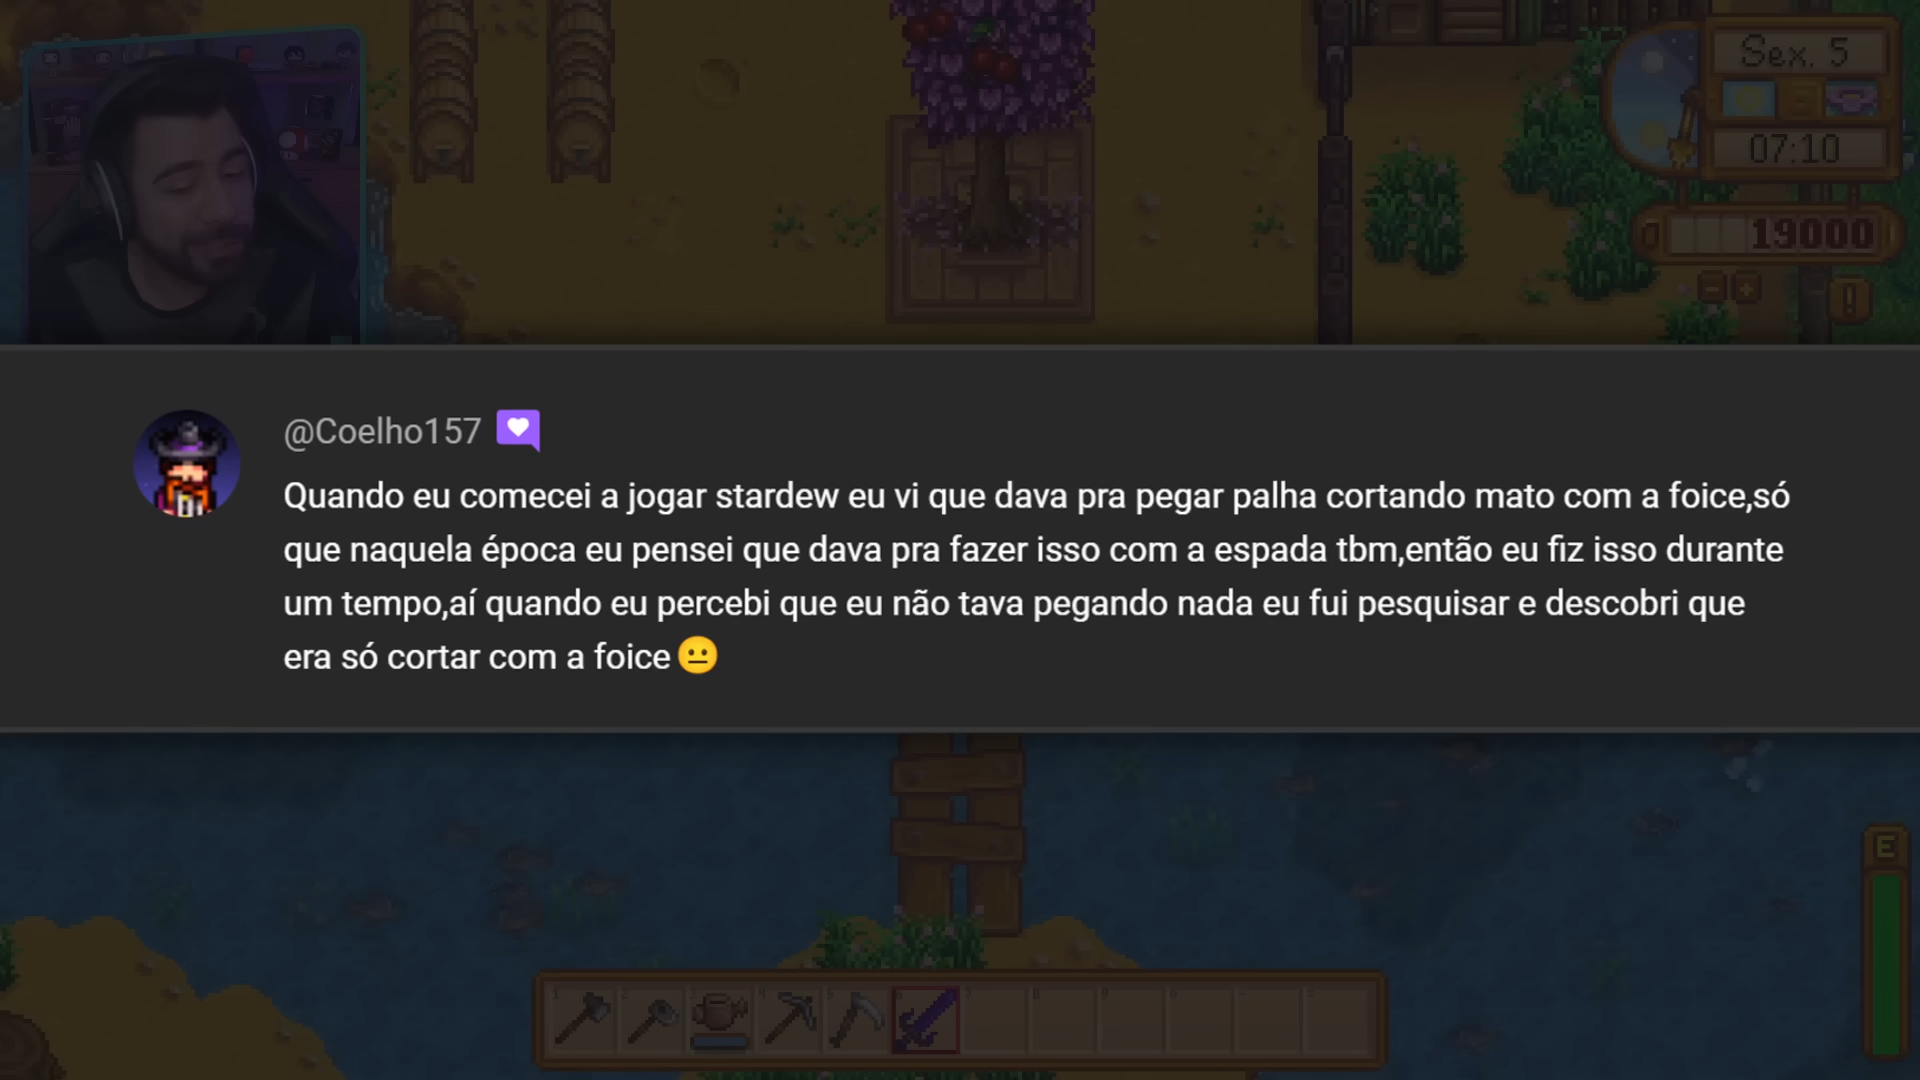 Sex. 5
07:10
19000
@Coelho157
Quando eu comecei a jogar stardew eu vi que dava pra pegar palha cortando mato com a foice,só
que naquela época eu pensei que dava pra fazer isso com a espada tbm,então eu fiz isso durante
um tempo,aí quando eu percebi que eu não tava pegando nada eu fui pesquisar e descobri que
era só cortar com a foice😐
E